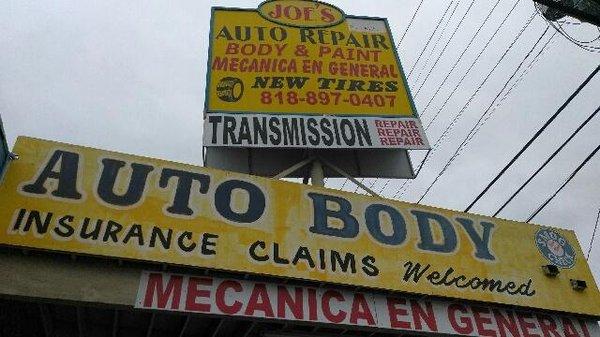 JOE'S
AUTO REPAIR
BODY & PAINT
MECANICA EN GENERAL
NEW TIRES
818-897-0407
TRANSMISSION
REPAIR
REPAIR
REPAIR
AUTO BODY
INSURANCE CLAIMS Welcomed
MECANICA EN GENERAL